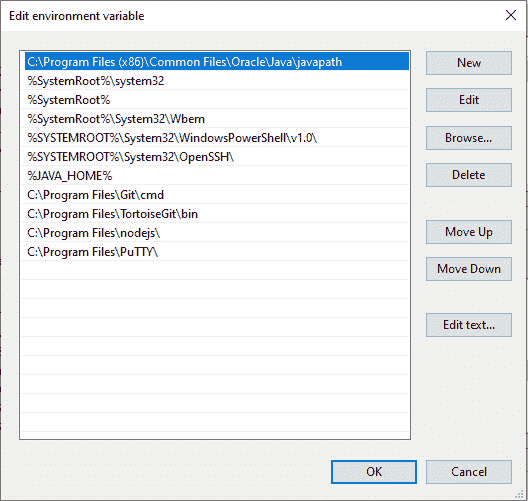 Edit environment variable
C:\Program Files (x86)\Common Files\Oracle\Java\javapath
%SystemRoot%\system32
%SystemRoot%
%SystemRoot%\System32\Wbem
%SYSTEMROOT%\System32\WindowsPowerShell\v1.0\
%SYSTEMROOT%\System32\OpenSSH\
%JAVA_HOME%
C:\Program Files\Git\cmd
C:\Program Files\TortoiseGit\bin
C:\Program Files\nodejs\
C:\Program Files\PuTTY\
New
Edit
Browse...
Delete
Move Up
Move Down
Edit text...
OK
Cancel